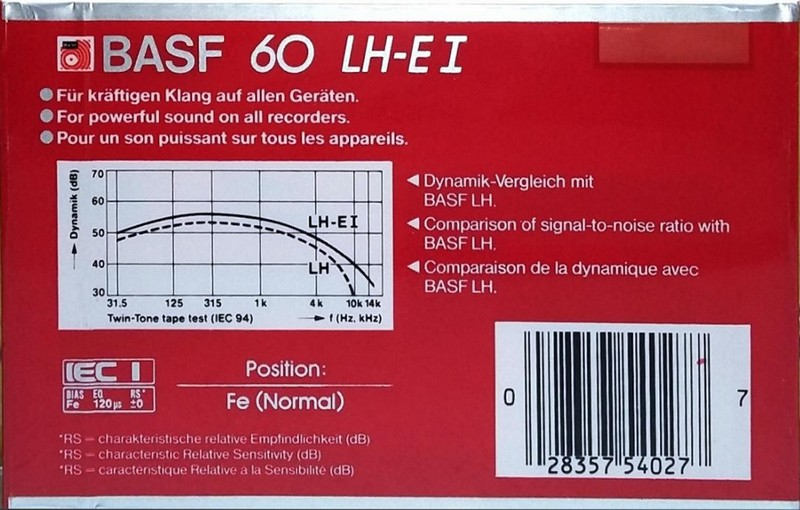 BASF 60 LH-E I
Für kräftigen Klang auf allen Geräten.
For powerful sound on all recorders.
Pour un son puissant sur tous les appareils.
Dynamik (dB)
70
60
50
40
30
LH-EI
LH
31.5 125 315 1k 4k 10k 14k
Twin-Tone tape test (IEC 94) f (Hz, kHz)
Dynamik-Vergleich mit
BASF LH.
Comparison of signal-to-noise ratio with
BASF LH.
Comparaison de la dynamique avec
BASF LH.
IEC I
BIAS EQ RS*
Fe 120µs ±0
Position:
Fe (Normal)
*RS = charakteristische relative Empfindlichkeit (dB)
*RS = characteristic Relative Sensitivity (dB)
*RS = caractéristique Relative à la Sensibilité (dB)
0 28357 54027 7